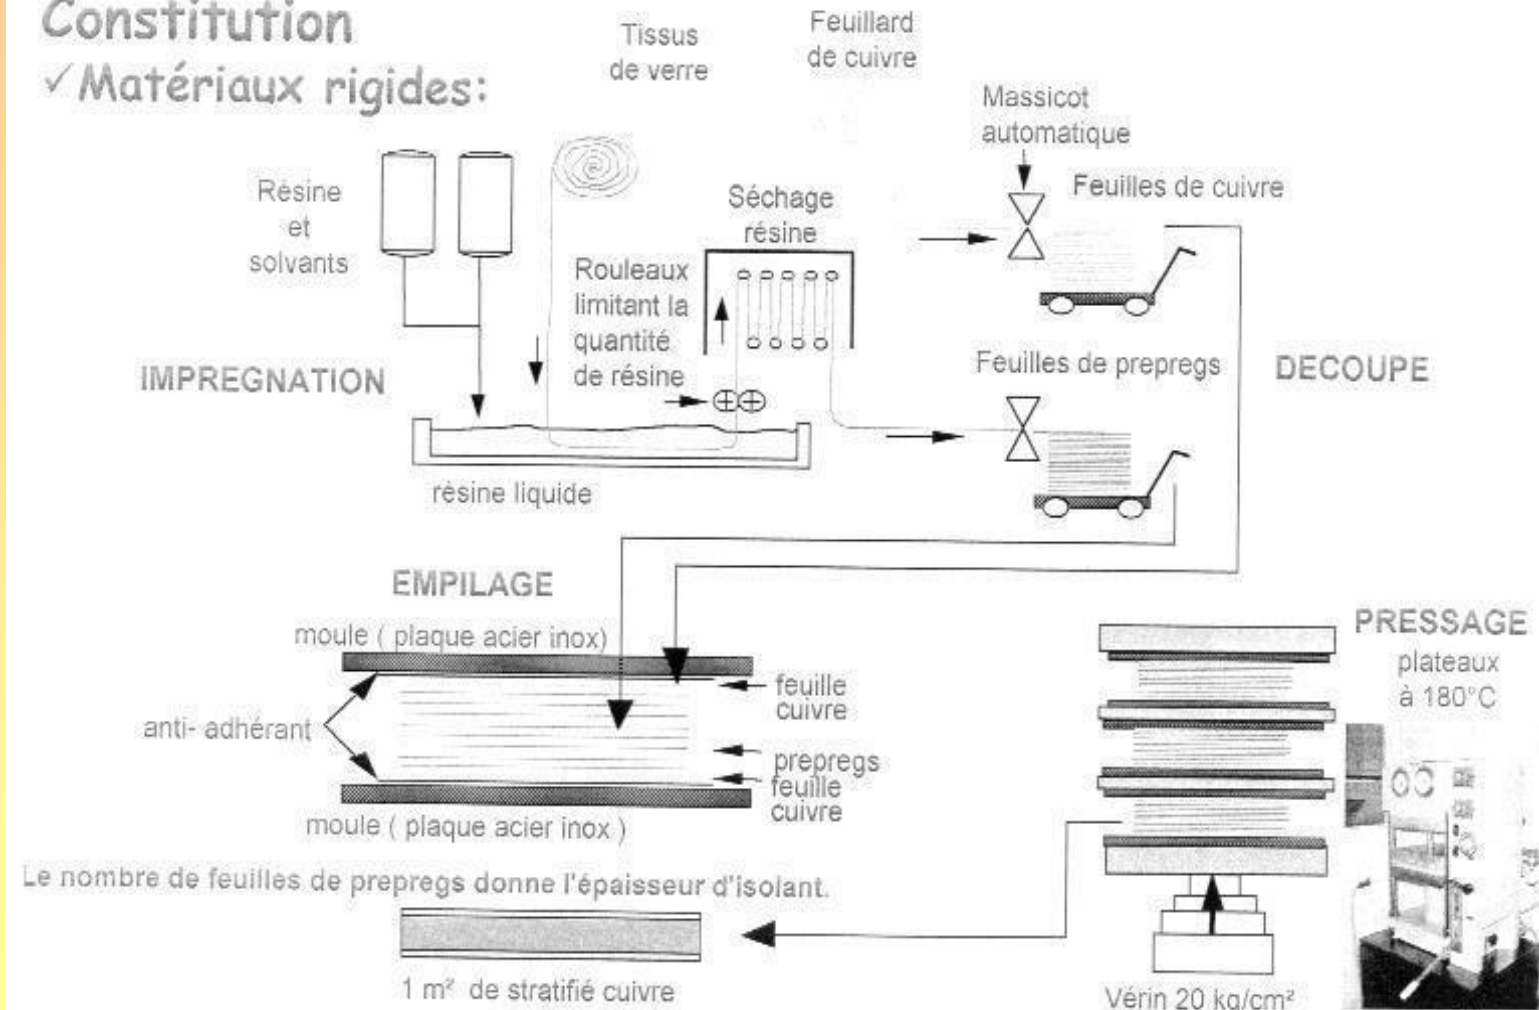 Constitution
✓Matériaux rigides:
Tissus
de verre
Feuillard
de cuivre
Massicot
automatique
Feuilles de cuivre
Résine
et
solvants
Séchage
résine
Rouleaux
limitant la
quantité
de résine
IMPREGNATION
Feuilles de prepregs
DECOUPE
résine liquide
EMPILAGE
moule ( plaque acier inox)
feuille
cuivre
anti- adhérant
prepregs
feuille
cuivre
moule ( plaque acier inox )
PRESSAGE
plateaux
à 180°C
Le nombre de feuilles de prepregs donne l'épaisseur d'isolant.
1 m² de stratifié cuivre
Vérin 20 kg/cm²